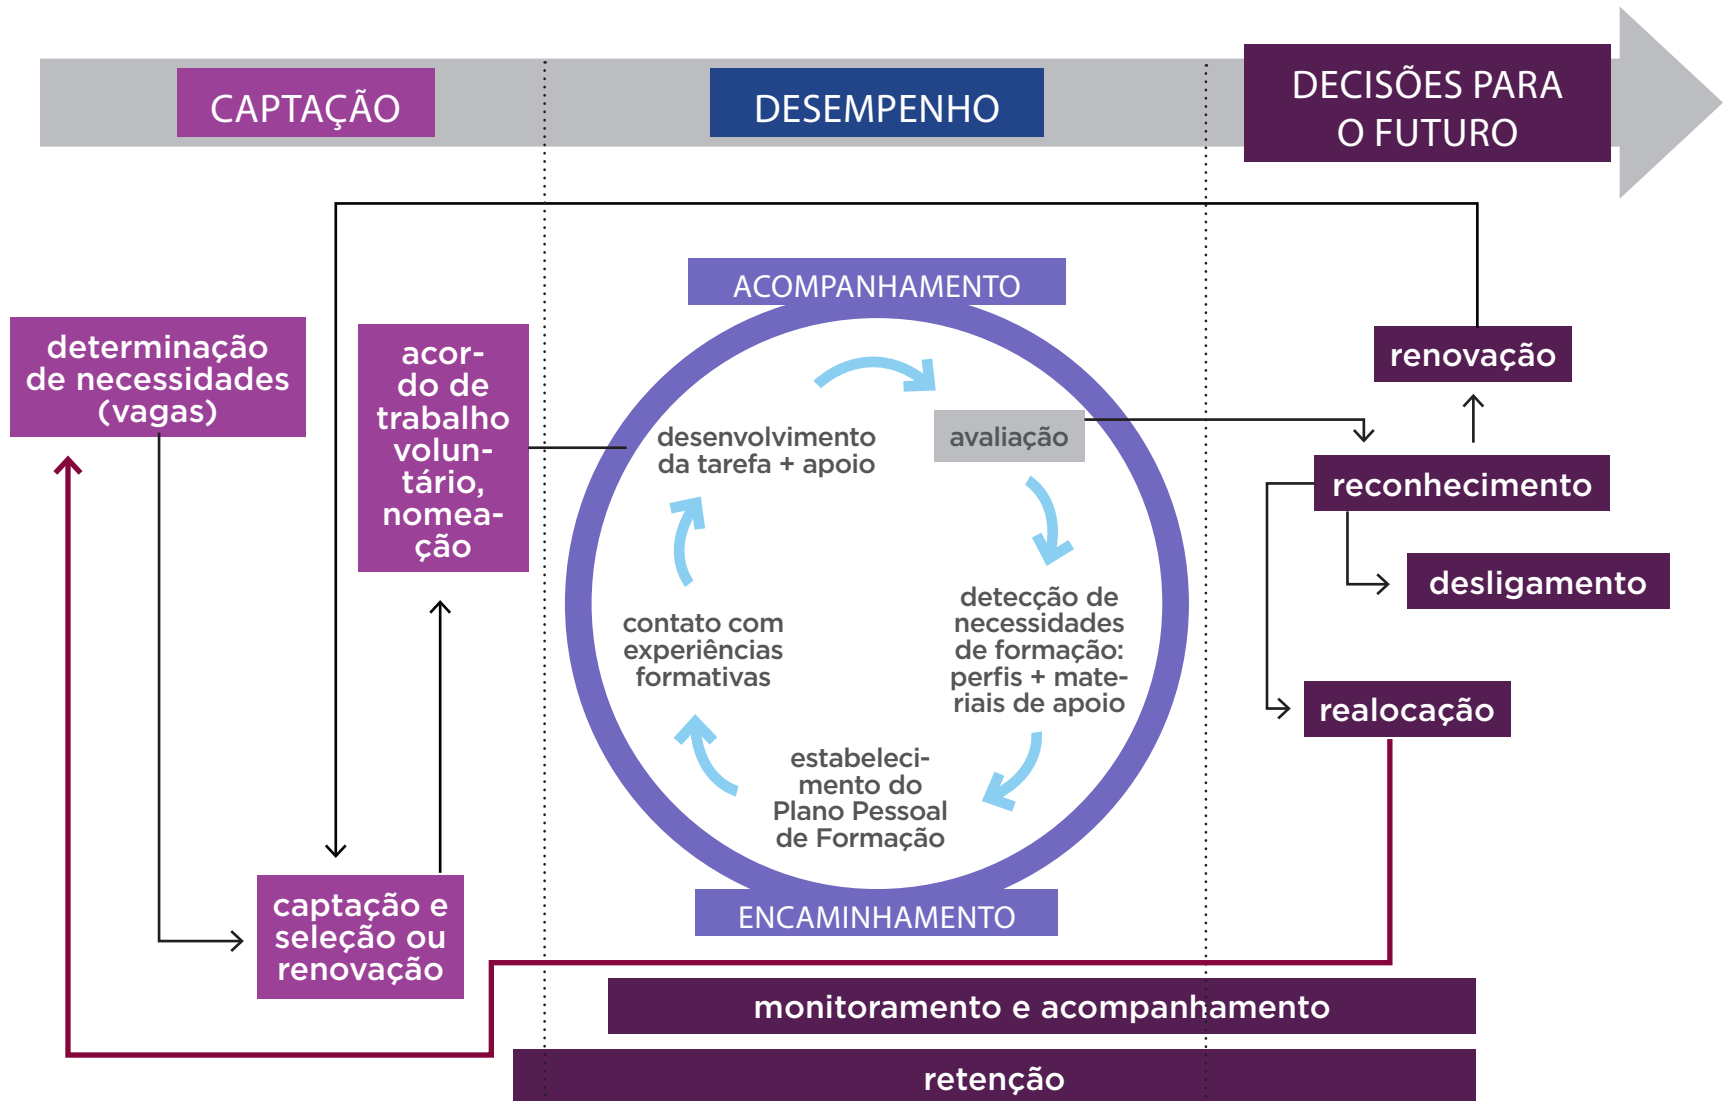 CAPTAÇÃO
DESEMPENHO
DECISÕES PARA
O FUTURO
determinação
de necessidades
(vagas)
acor-
do de
trabalho
volun-
tário,
nomea-
ção
captação e
seleção ou
renovação
ACOMPANHAMENTO
desenvolvimento
da tarefa + apoio
avaliação
detecção de
necessidades
de formação:
perfis + mate-
riais de apoio
estabeleci-
mento do
Plano Pessoal
de Formação
contato com
experiências
formativas
ENCAMINHAMENTO
renovação
reconhecimento
desligamento
realocação
monitoramento e acompanhamento
retenção